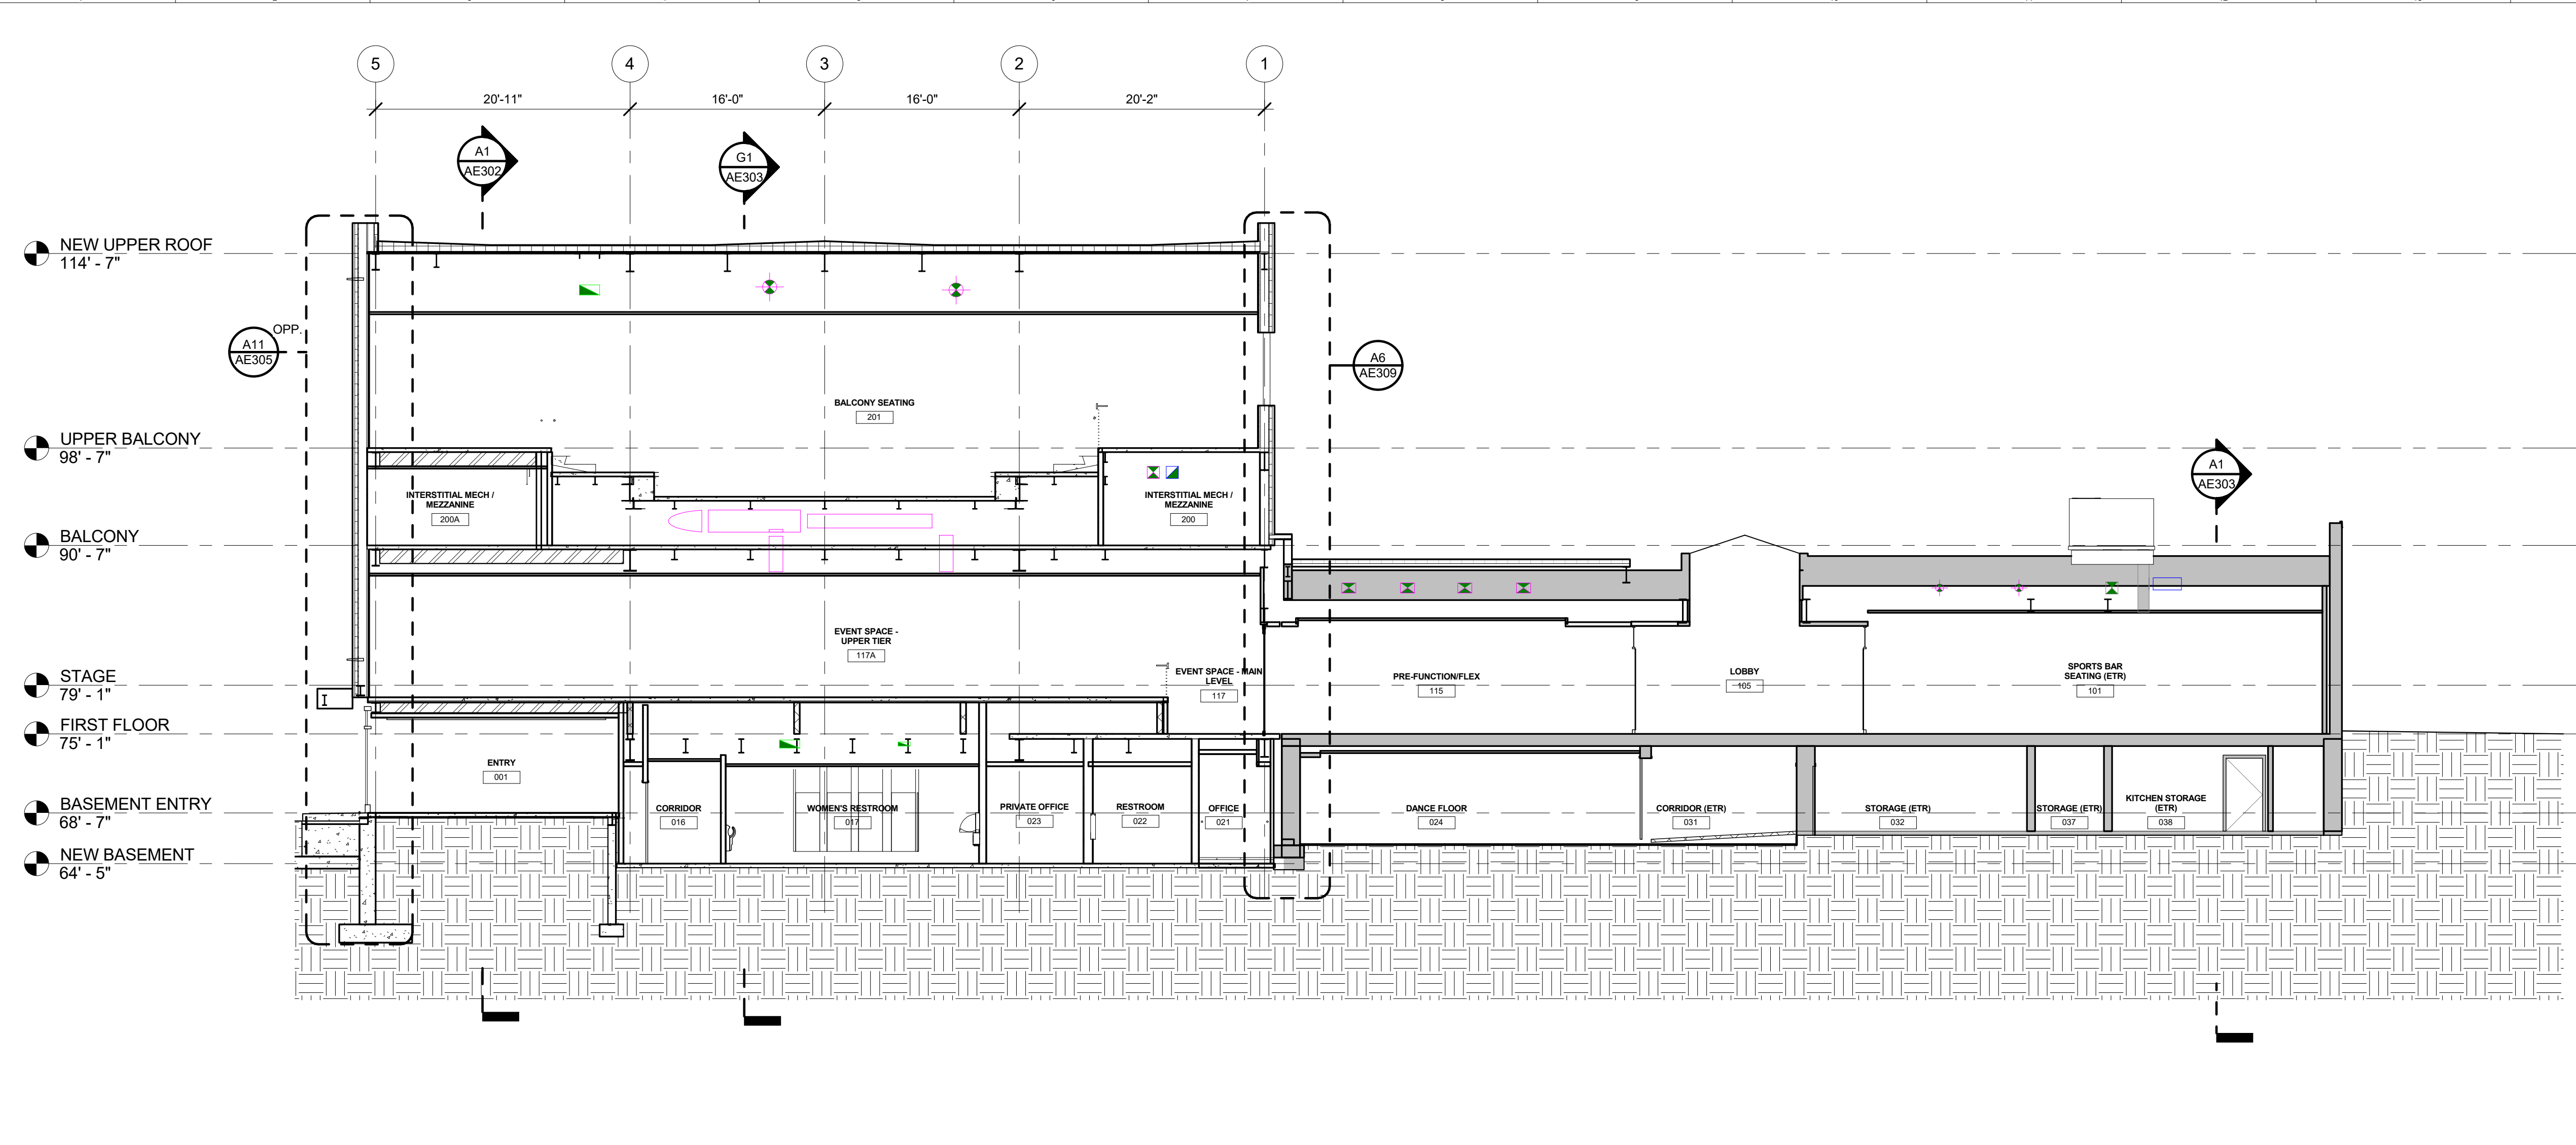 5
4
3
2
1
20'-11"
16'-0"
16'-0"
20'-2"
A1
AE302
G1
AE303
NEW UPPER ROOF
114' - 7"
OPP.
A11
AE305
A6
AE309
BALCONY SEATING
201
UPPER BALCONY
98' - 7"
A1
AE303
INTERSTITIAL MECH /
MEZZANINE
200A
INTERSTITIAL MECH /
MEZZANINE
200
BALCONY
90' - 7"
EVENT SPACE -
UPPER TIER
117A
EVENT SPACE - MAIN
LEVEL
117
PRE-FUNCTION/FLEX
115
LOBBY
105
SPORTS BAR
SEATING (ETR)
101
STAGE
79' - 1"
FIRST FLOOR
75' - 1"
ENTRY
001
BASEMENT ENTRY
68' - 7"
CORRIDOR
016
WOMEN'S RESTROOM
017
PRIVATE OFFICE
023
RESTROOM
022
OFFICE
021
DANCE FLOOR
024
CORRIDOR (ETR)
031
STORAGE (ETR)
032
STORAGE (ETR)
037
KITCHEN STORAGE
(ETR)
038
NEW BASEMENT
64' - 5"